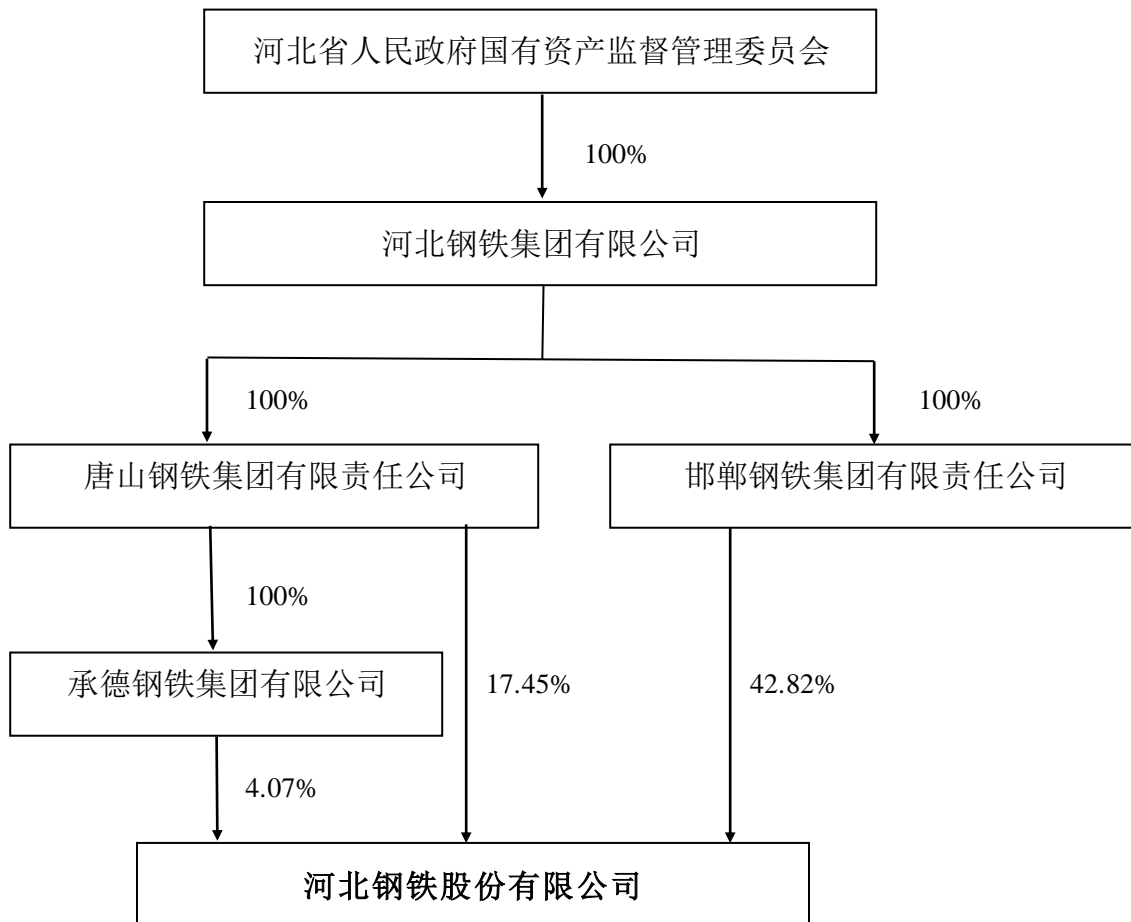 河北省人民政府国有资产监督管理委员会
100%
河北钢铁集团有限公司
100%
100%
唐山钢铁集团有限责任公司
邯郸钢铁集团有限责任公司
100%
承德钢铁集团有限公司
17.45%
42.82%
4.07%
河北钢铁股份有限公司